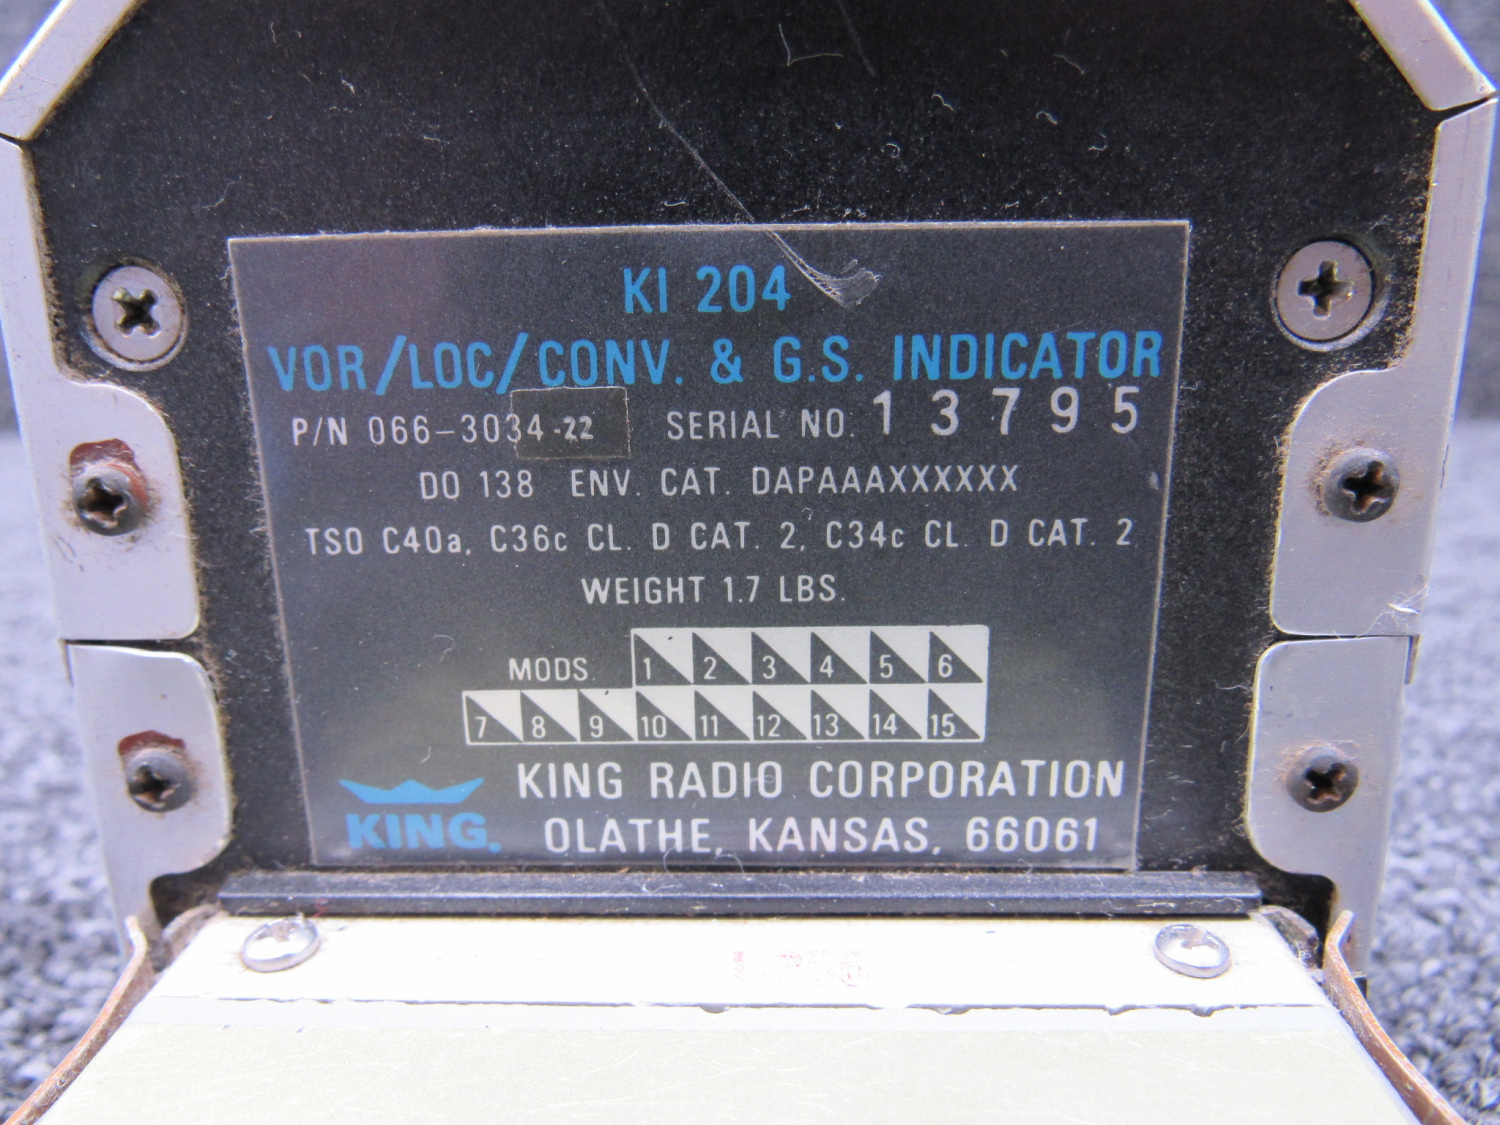 KI 204
VOR/LOC/CONV. & G.S. INDICATOR
P/N 066-3034-22 SERIAL NO. 13795
DO 138 ENV. CAT. DAPAAAXXXXXX
TSO C40a, C36c CL. D CAT. 2, C34c CL. D CAT. 2
WEIGHT 1.7 LBS.
MODS. 1 2 3 4 5 6
7 8 9 10 11 12 13 14 15
KING RADIO CORPORATION
KING. OLATHE, KANSAS, 66061